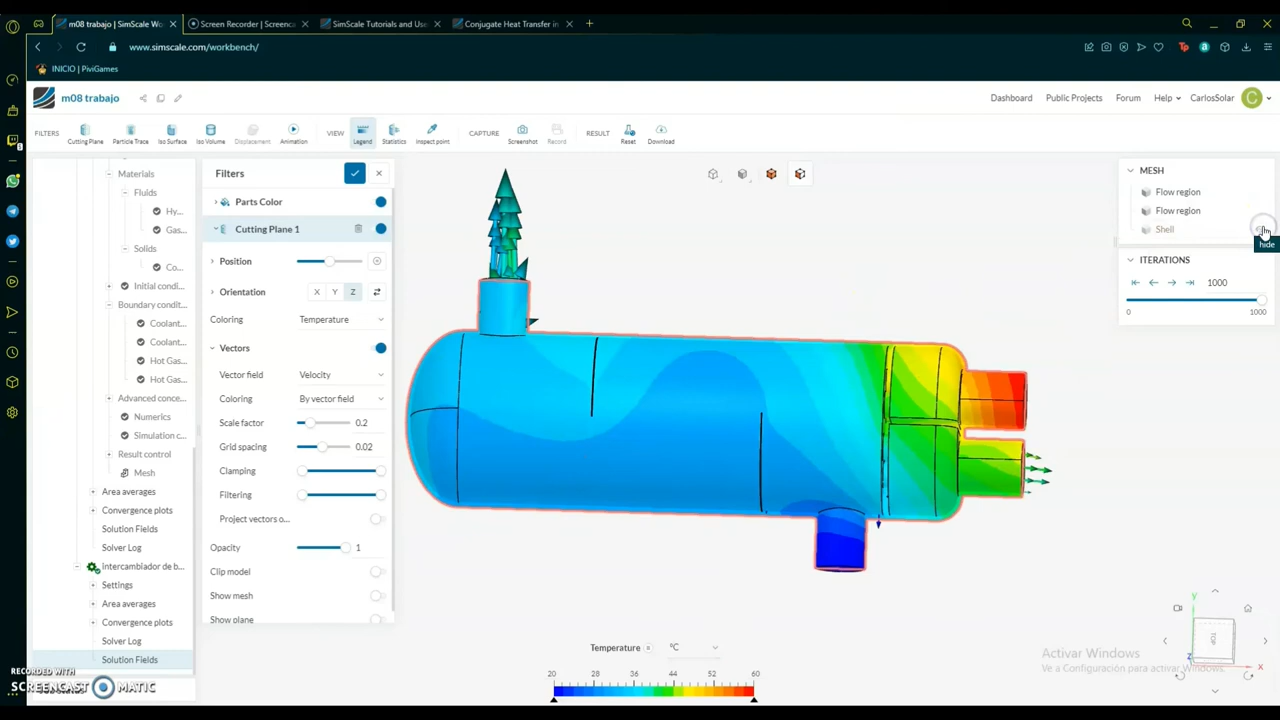 m08 trabajo | SimScale Wo
Screen Recorder | Screenca
SimScale Tutorials and Use
Conjugate Heat Transfer in
www.simscale.com/workbench/
INICIO | PiviGames
m08 trabajo
Dashboard
Public Projects
Forum
Help
CarlosSolar
C
FILTERS
Cutting Plane
Particle Trace
Iso Surface
Iso Volume
Displacement
Animation
VIEW
Legend
Statistics
Inspect point
CAPTURE
Screenshot
Record
RESULT
Reset
Download
Materials
Fluids
Hy...
Gas...
Solids
Co...
Initial condi...
Boundary condit...
Coolant...
Coolant...
Hot Gas...
Hot Gas...
Advanced conce...
Numerics
Simulation c...
Result control
Mesh
Area averages
Convergence plots
Solution Fields
Solver Log
Intercambiador de b...
Settings
Area averages
Convergence plots
Solver Log
Solution Fields
Filters
Parts Color
Cutting Plane 1
Position
Orientation
X
Y
Z
Coloring
Temperature
Vectors
Vector field
Velocity
Coloring
By vector field
Scale factor
0.2
Grid spacing
0.02
Clamping
Filtering
Project vectors o...
Opacity
1
Clip model
Show mesh
Show plane
MESH
Flow region
Flow region
Shell
hide
ITERATIONS
1000
0
1000
Temperature
°C
20
28
36
44
52
60
y
TOP
z
x
Activar Windows
Ve a Configuración para activar Windows.
RECORDED WITH
SCREENCAST
MATIC